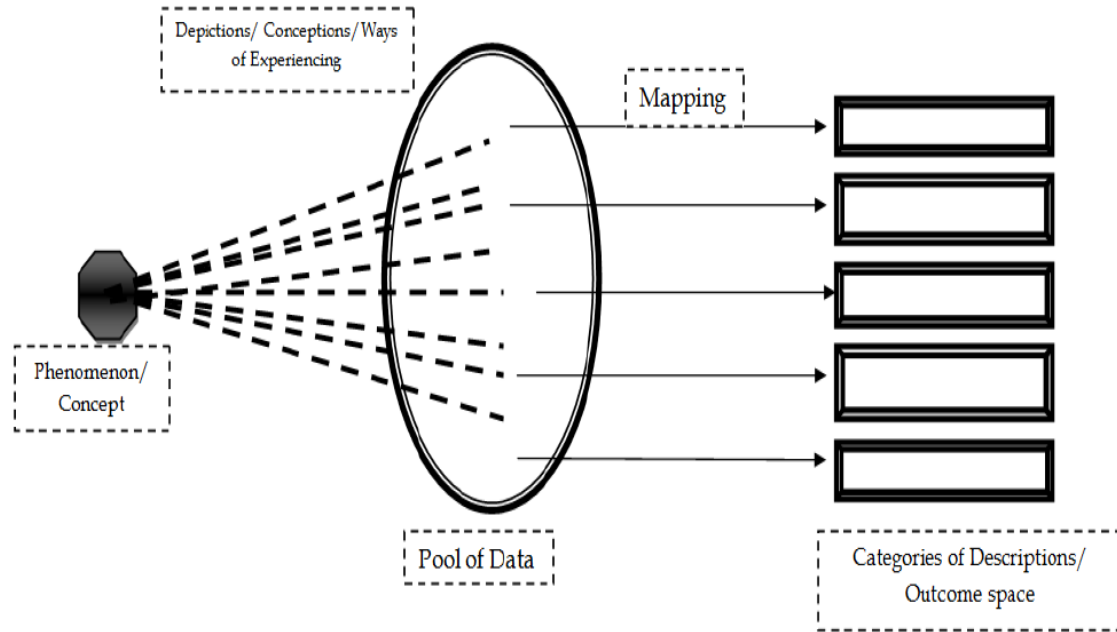 Depictions/ Conceptions/Ways
of Experiencing
Mapping
Phenomenon/
Concept
Pool of Data
Categories of Descriptions/
Outcome space